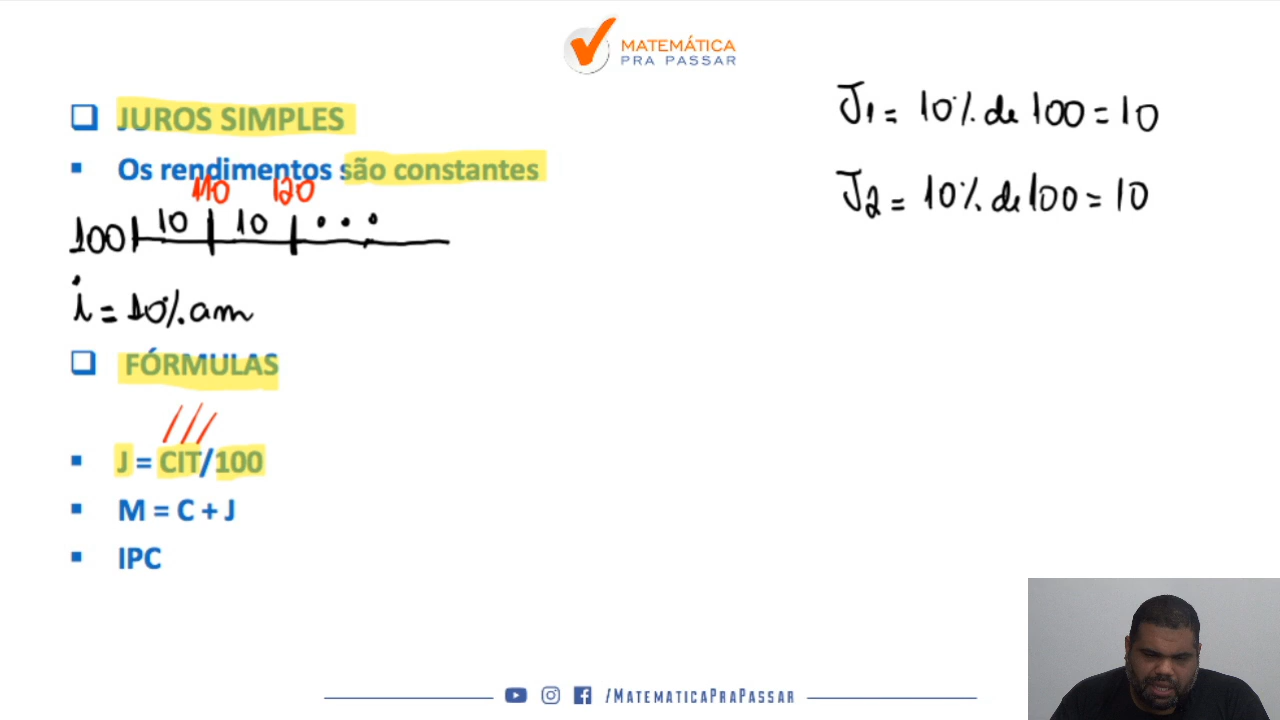 MATEMÁTICA
PRA PASSAR
JUROS SIMPLES
Os rendimentos são constantes
110 120
100 10 10 ...
i = 10% am
FÓRMULAS
J = CIT/100
M = C + J
IPC
J1 = 10% de 100 = 10
J2 = 10% de 100 = 10
/MATEMATICAPRAPASSAR